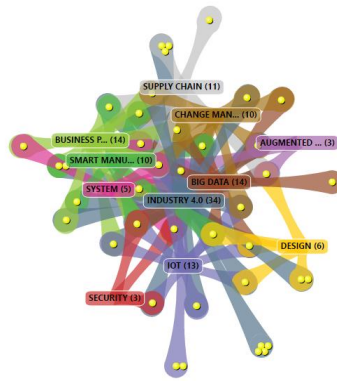 SUPPLY CHAIN (11)
CHANGE MAN... (10)
BUSINESS P... (14)
AUGMENTED ... (3)
SMART MANU... (10)
BIG DATA (14)
SYSTEM (5)
INDUSTRY 4.0 (34)
DESIGN (6)
IOT (13)
SECURITY (3)